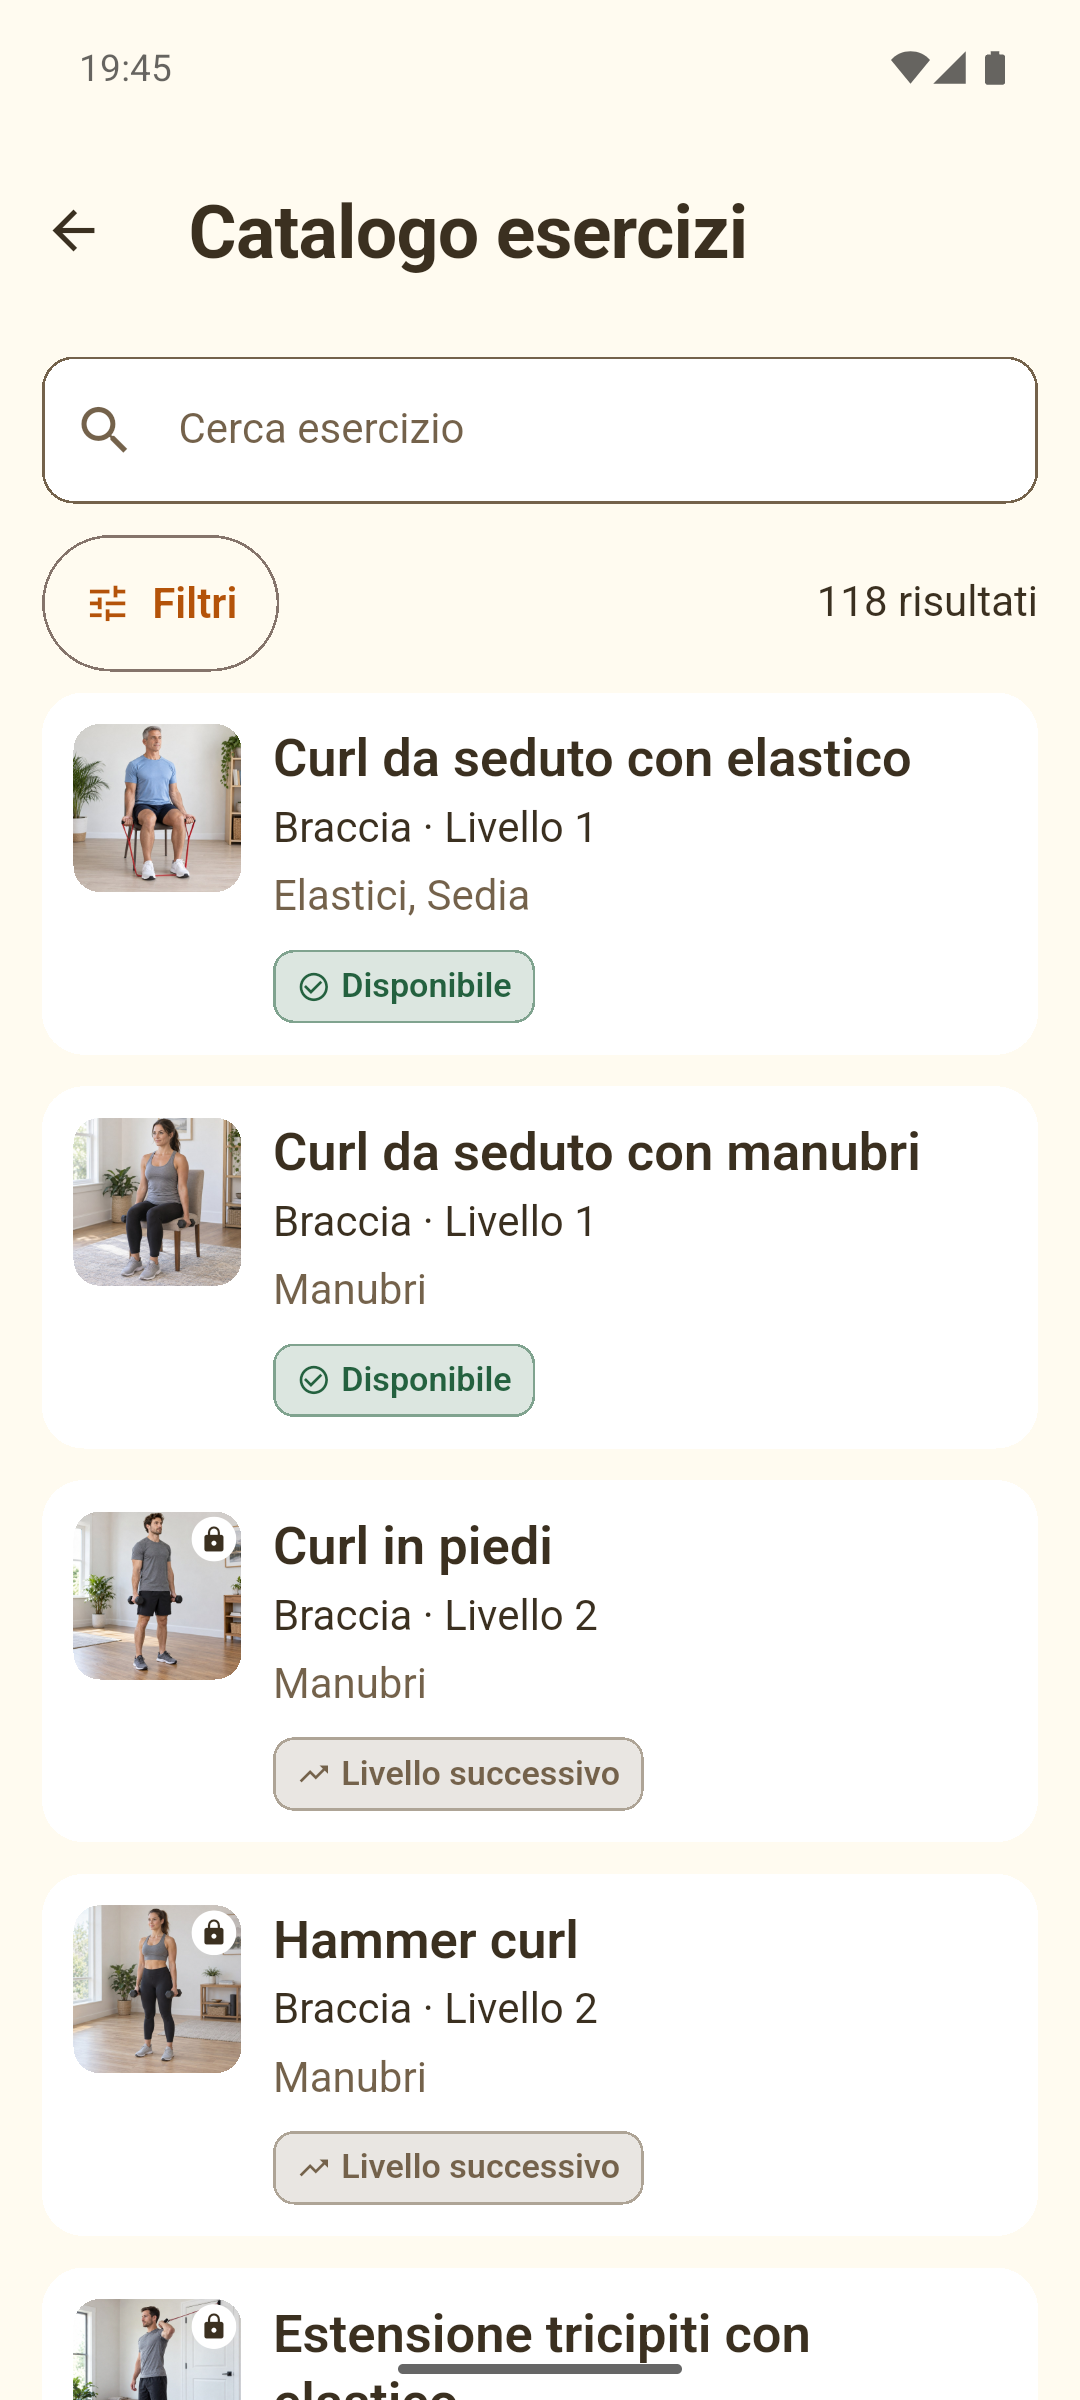 19:45
Catalogo esercizi
Cerca esercizio
Filtri
118 risultati
Curl da seduto con elastico
Braccia · Livello 1
Elastici, Sedia
Disponibile
Curl da seduto con manubri
Braccia · Livello 1
Manubri
Disponibile
Curl in piedi
Braccia · Livello 2
Manubri
Livello successivo
Hammer curl
Braccia · Livello 2
Manubri
Livello successivo
Estensione tricipiti con
elastico